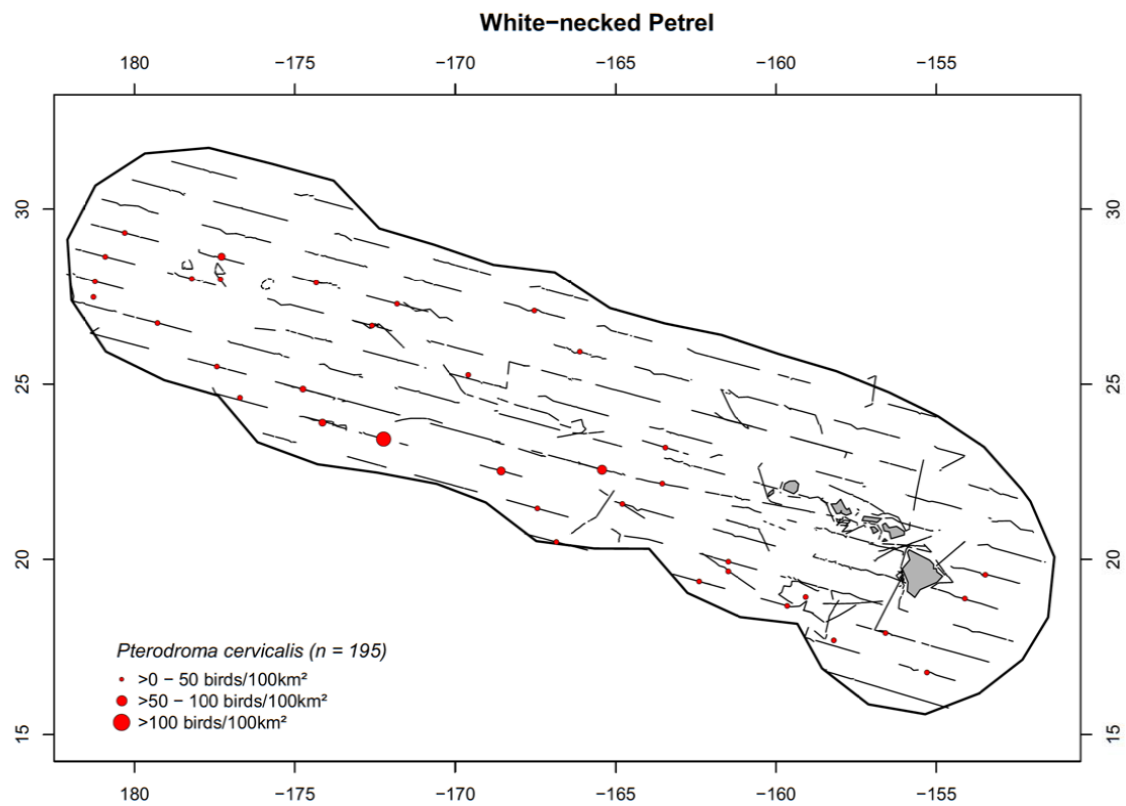 White−necked Petrel
180 −175 −170 −165 −160 −155
30 30
25 25
20 20
15 15
Pterodroma cervicalis (n = 195)
>0 − 50 birds/100km²
>50 − 100 birds/100km²
>100 birds/100km²
180 −175 −170 −165 −160 −155